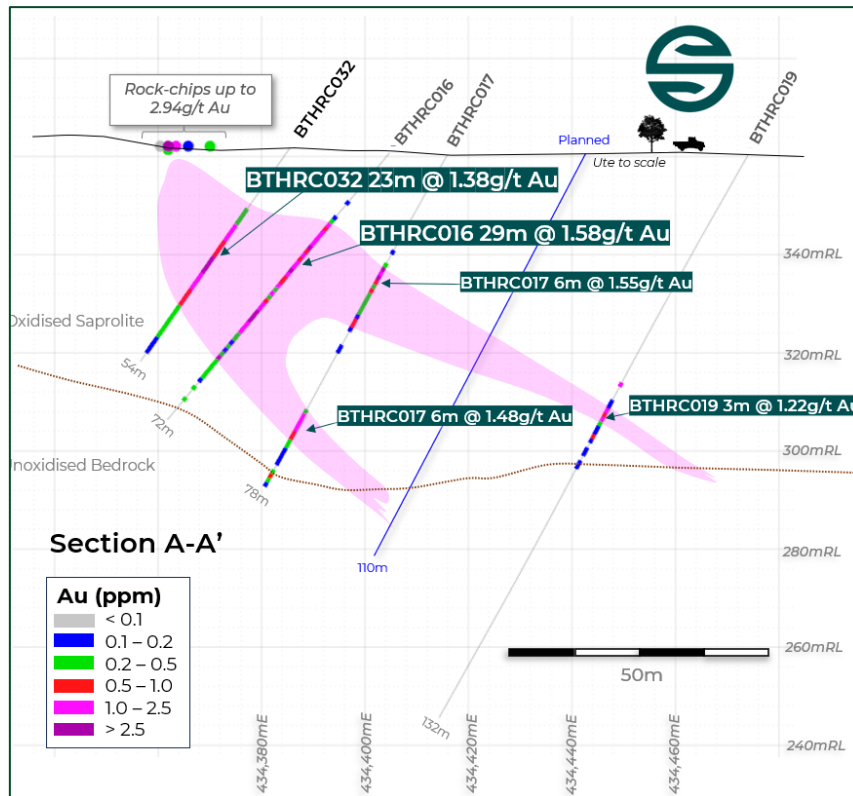 Rock-chips up to
2.94g/t Au
BTHRC032
BTHRC016
BTHRC017
Planned
Ute to scale
BTHRC019
BTHRC032 23m @ 1.38g/t Au
BTHRC016 29m @ 1.58g/t Au
BTHRC017 6m @ 1.55g/t Au
340mRL
Oxidised Saprolite
320mRL
54m
72m
BTHRC017 6m @ 1.48g/t Au
BTHRC019 3m @ 1.22g/t Au
300mRL
Unoxidised Bedrock
78m
Section A-A’
280mRL
110m
Au (ppm)
< 0.1
0.1 – 0.2
0.2 – 0.5
0.5 – 1.0
1.0 – 2.5
> 2.5
260mRL
50m
132m
240mRL
434,380mE
434,400mE
434,420mE
434,440mE
434,460mE